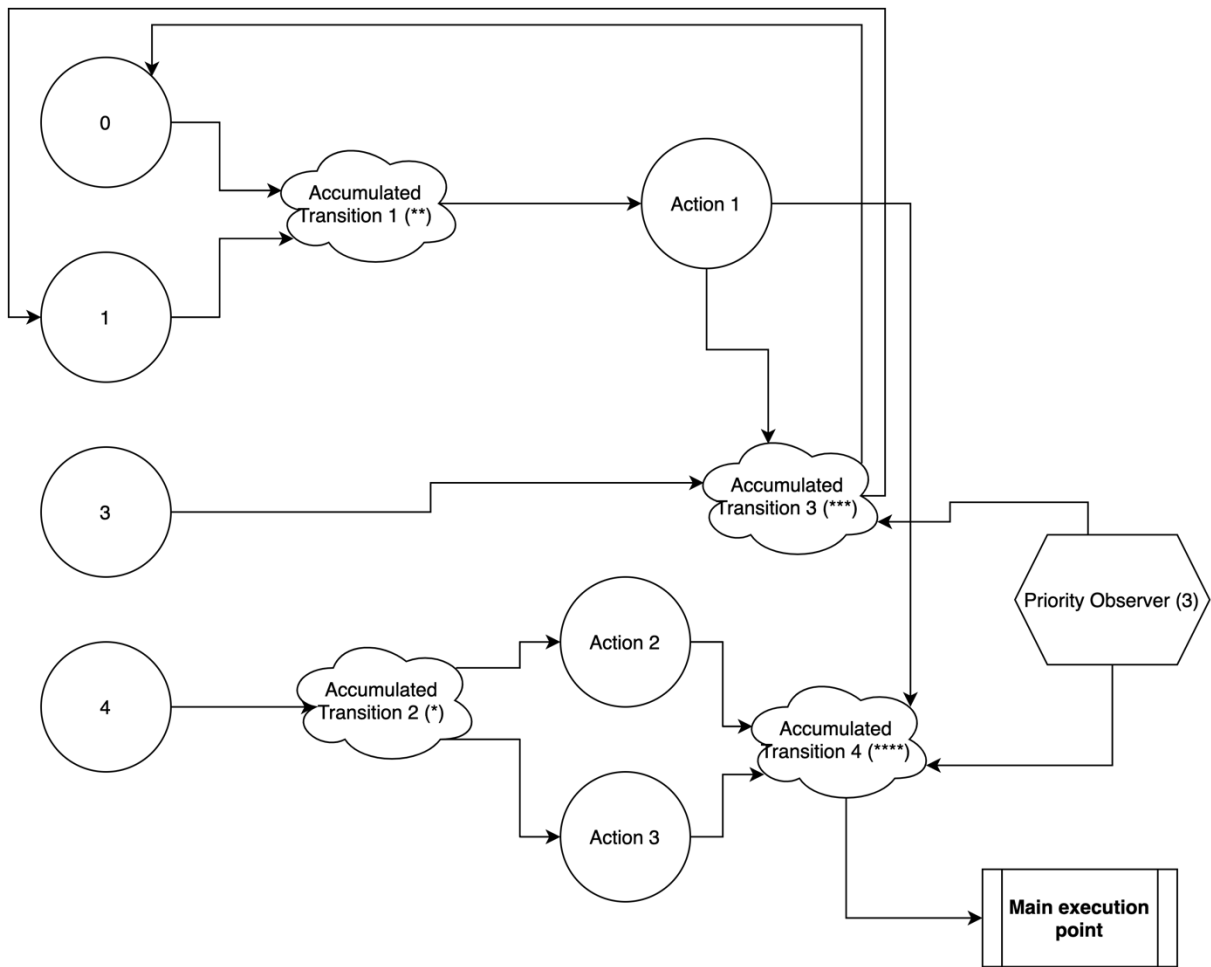 0
Accumulated
Transition 1 (**)
Action 1
1
3
Accumulated
Transition 3 (***)
Priority Observer (3)
Action 2
4
Accumulated
Transition 2 (*)
Accumulated
Transition 4 (****)
Action 3
Main execution
point